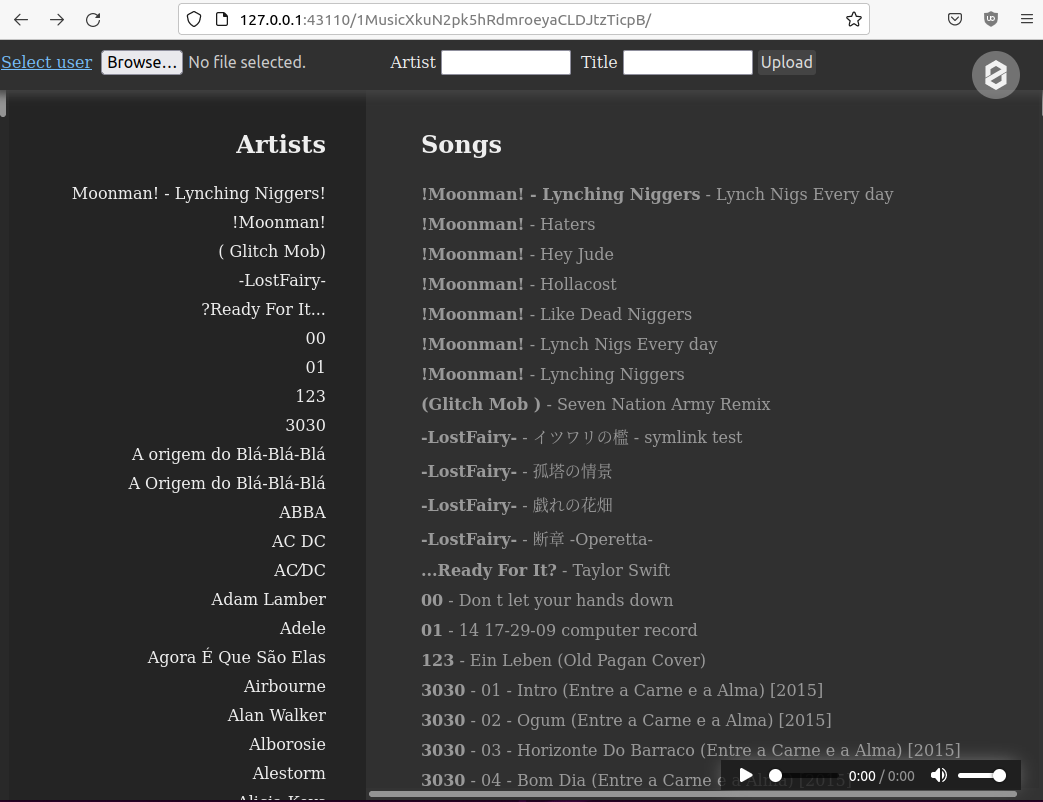 127.0.0.1:43110/1MusicXkuN2pk5hRdmroeyaCLDJtzTicpB/
Select user Browse... No file selected. Artist Title Upload
Artists
Moonman! - Lynching Niggers!
!Moonman!
( Glitch Mob)
-LostFairy-
?Ready For It...
00
01
123
3030
A origem do Blá-Blá-Blá
A Origem do Blá-Blá-Blá
ABBA
AC DC
AC⁄DC
Adam Lamber
Adele
Agora É Que São Elas
Airbourne
Alan Walker
Alborosie
Alestorm
Alicia Keys
Songs
!Moonman! - Lynching Niggers - Lynch Nigs Every day
!Moonman! - Haters
!Moonman! - Hey Jude
!Moonman! - Hollacost
!Moonman! - Like Dead Niggers
!Moonman! - Lynch Nigs Every day
!Moonman! - Lynching Niggers
(Glitch Mob ) - Seven Nation Army Remix
-LostFairy- - イツワリの檻 - symlink test
-LostFairy- - 孤塔の情景
-LostFairy- - 戯れの花畑
-LostFairy- - 断章 -Operetta-
...Ready For It? - Taylor Swift
00 - Don t let your hands down
01 - 14 17-29-09 computer record
123 - Ein Leben (Old Pagan Cover)
3030 - 01 - Intro (Entre a Carne e a Alma) [2015]
3030 - 02 - Ogum (Entre a Carne e a Alma) [2015]
3030 - 03 - Horizonte Do Barraco (Entre a Carne e a Alma) [2015]
3030 - 04 - Bom Dia (Entre a Carne e a Alma) [2015]
0:00 / 0:00